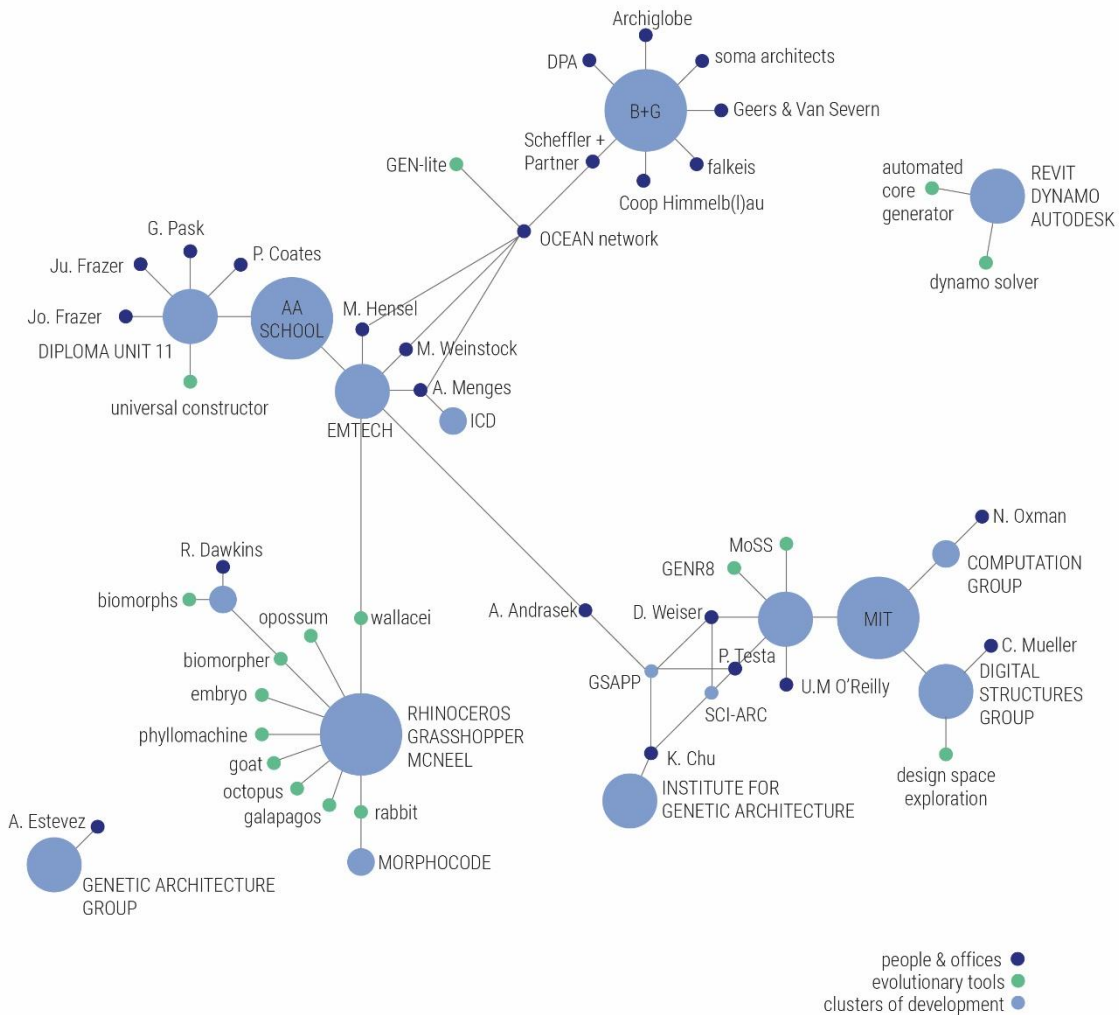 Archiglobe
DPA
soma architects
B+G
Geers & Van Severn
Scheffler +
Partner
falkeis
Coop Himmelb(l)au
GEN-lite
OCEAN network
automated
core
generator
REVIT
DYNAMO
AUTODESK
dynamo solver
G. Pask
Ju. Frazer
P. Coates
Jo. Frazer
AA
SCHOOL
DIPLOMA UNIT 11
universal constructor
M. Hensel
M. Weinstock
A. Menges
ICD
EMTECH
R. Dawkins
biomorphs
opossum
wallacei
biomorpher
embryo
phyllomachine
goat
octopus
galapagos
rabbit
RHINOCEROS
GRASSHOPPER
MCNEEL
MORPHOCODE
A. Estevez
GENETIC ARCHITECTURE
GROUP
A. Andrasek
D. Weiser
GENR8
MoSS
MIT
N. Oxman
COMPUTATION
GROUP
P. Testa
GSAPP
U.M O'Reilly
SCI-ARC
C. Mueller
DIGITAL
STRUCTURES
GROUP
K. Chu
INSTITUTE FOR
GENETIC ARCHITECTURE
design space
exploration
people & offices
evolutionary tools
clusters of development